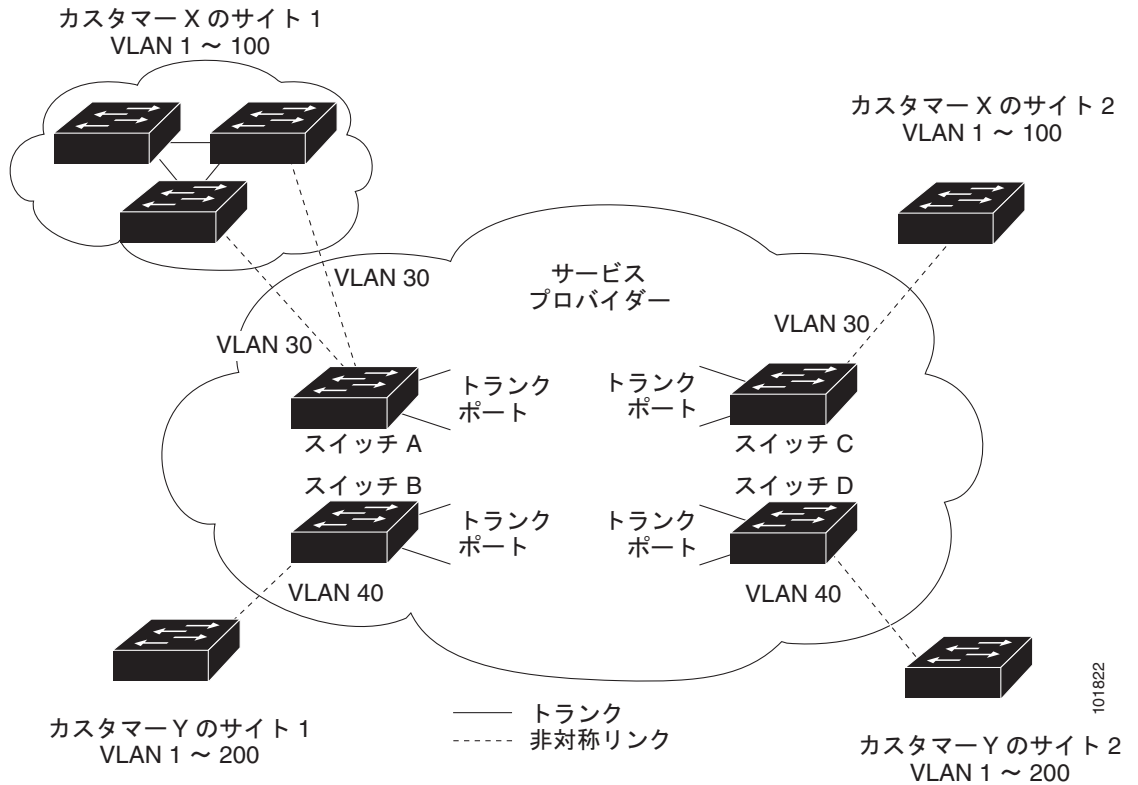 カスタマー X のサイト 1
VLAN 1 ～ 100
カスタマー X のサイト 2
VLAN 1 ～ 100
VLAN 30
サービス
プロバイダー
VLAN 30
VLAN 30
トランク
ポート
トランク
ポート
スイッチ A
スイッチ C
スイッチ B
スイッチ D
トランク
ポート
トランク
ポート
VLAN 40
VLAN 40
カスタマー Y のサイト 1
VLAN 1 ～ 200
トランク
非対称リンク
カスタマー Y のサイト 2
VLAN 1 ～ 200
101822